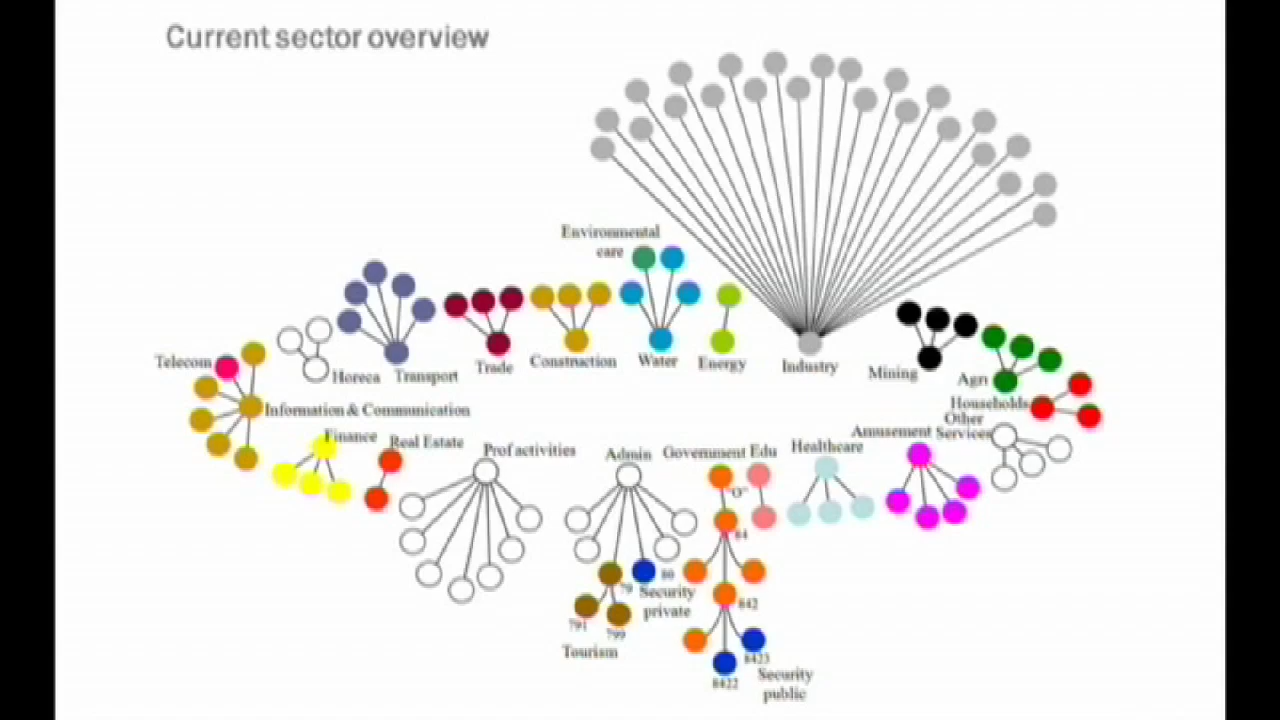 Current sector overview
Environmental
care
Telecom
Horeca
Transport
Trade
Construction
Water
Energy
Industry
Mining
Agri
Households
Other
Information & Communication
Finance
Real Estate
Prof activities
Admin
Government
Edu
Healthcare
Amusement
Services
"O"
84
79
80
Security
private
842
791
799
Tourism
8423
8422
Security
public